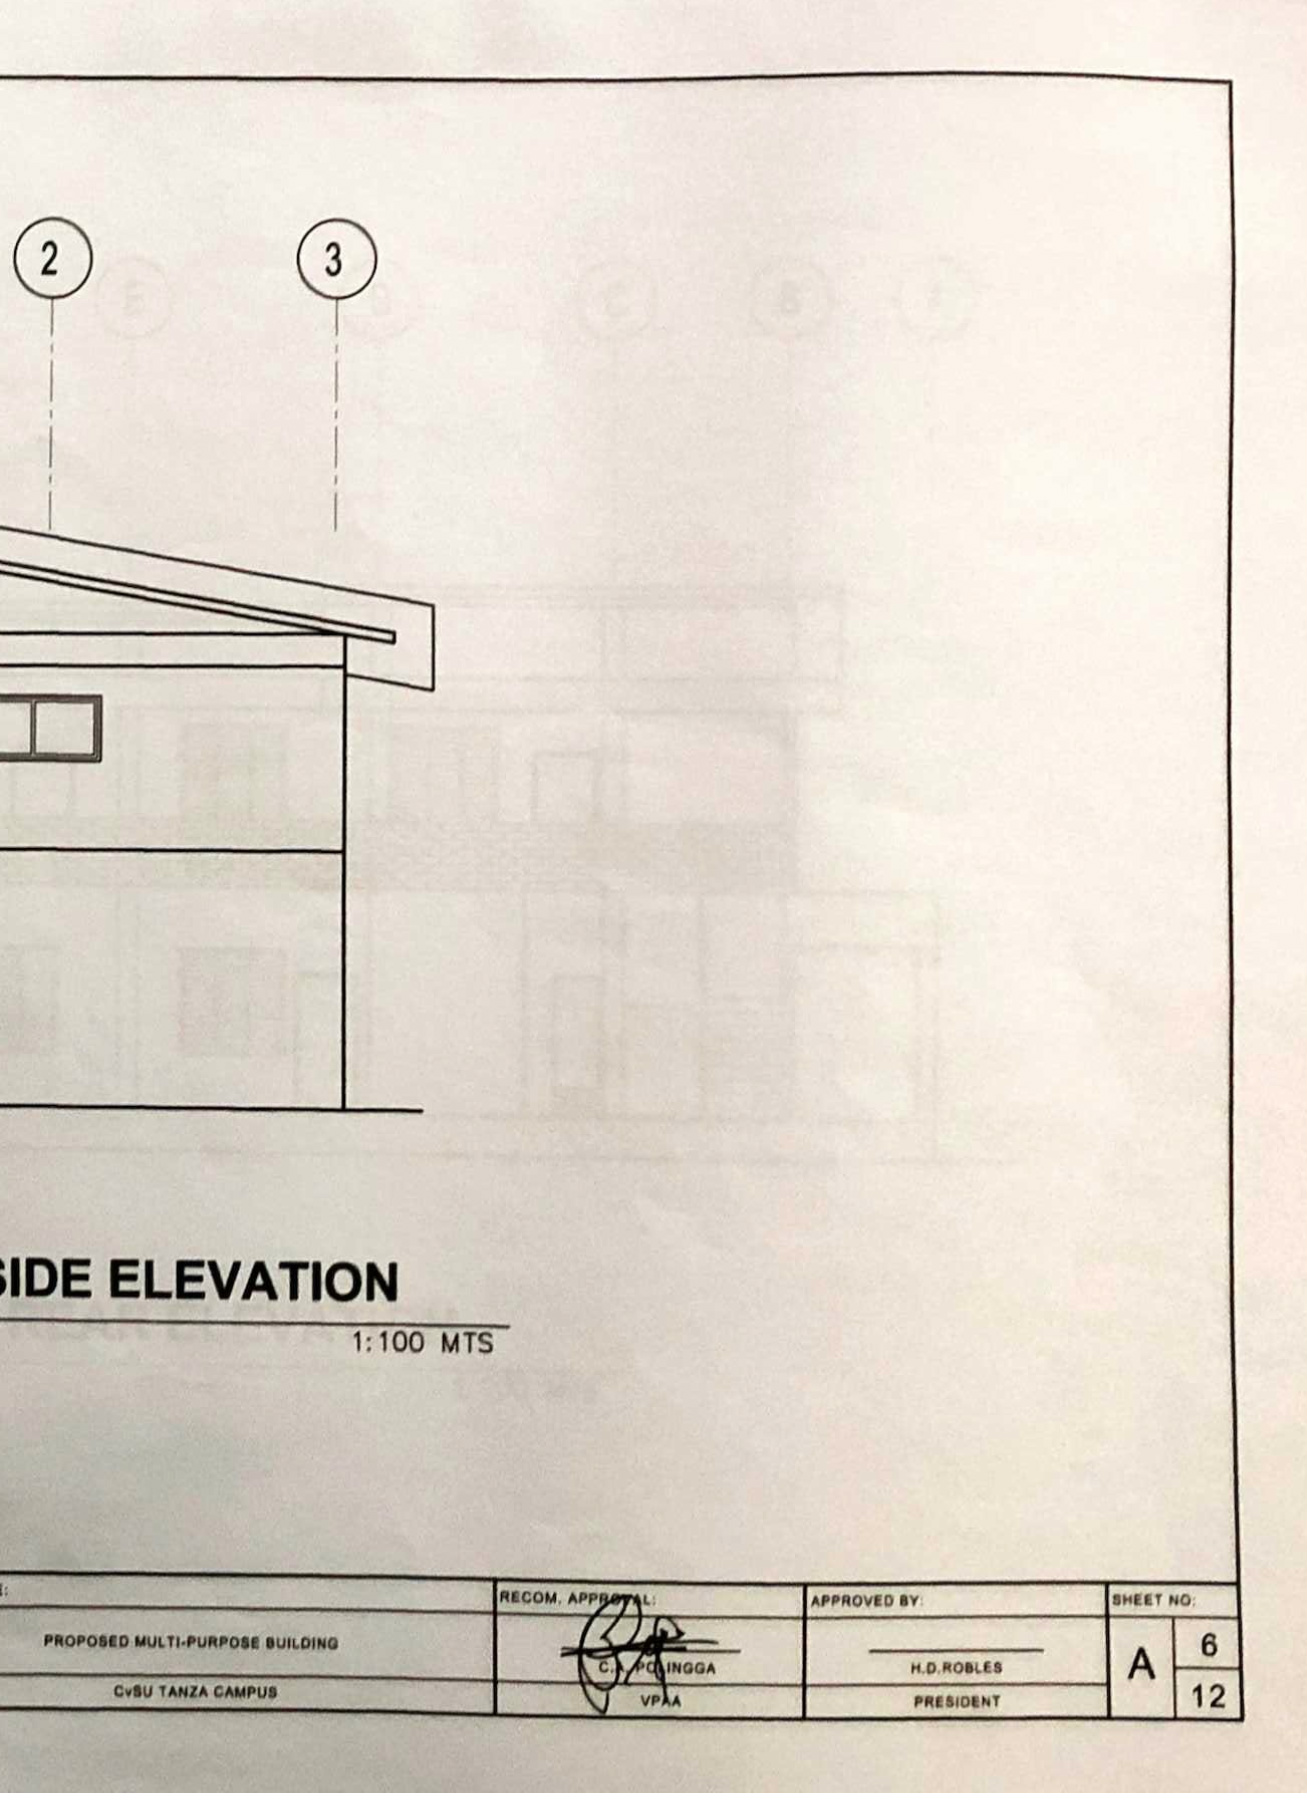 2
3
SIDE ELEVATION
1:100 MTS
RECOM. APPROVAL:
APPROVED BY:
SHEET NO:
PROPOSED MULTI-PURPOSE BUILDING
CvSU TANZA CAMPUS
C.A. POLINGGA
VPAA
H.D.ROBLES
PRESIDENT
A
6
12